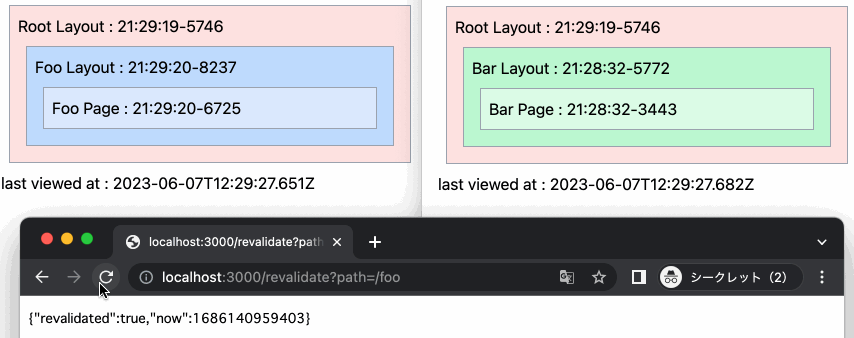 Root Layout : 21:29:19-5746
Foo Layout : 21:29:20-8237
Foo Page : 21:29:20-6725
last viewed at : 2023-06-07T12:29:27.651Z
Root Layout : 21:29:19-5746
Bar Layout : 21:28:32-5772
Bar Page : 21:28:32-3443
last viewed at : 2023-06-07T12:29:27.682Z
localhost:3000/revalidate?path
localhost:3000/revalidate?path=/foo
シークレット（2）
{"revalidated":true,"now":1686140959403}